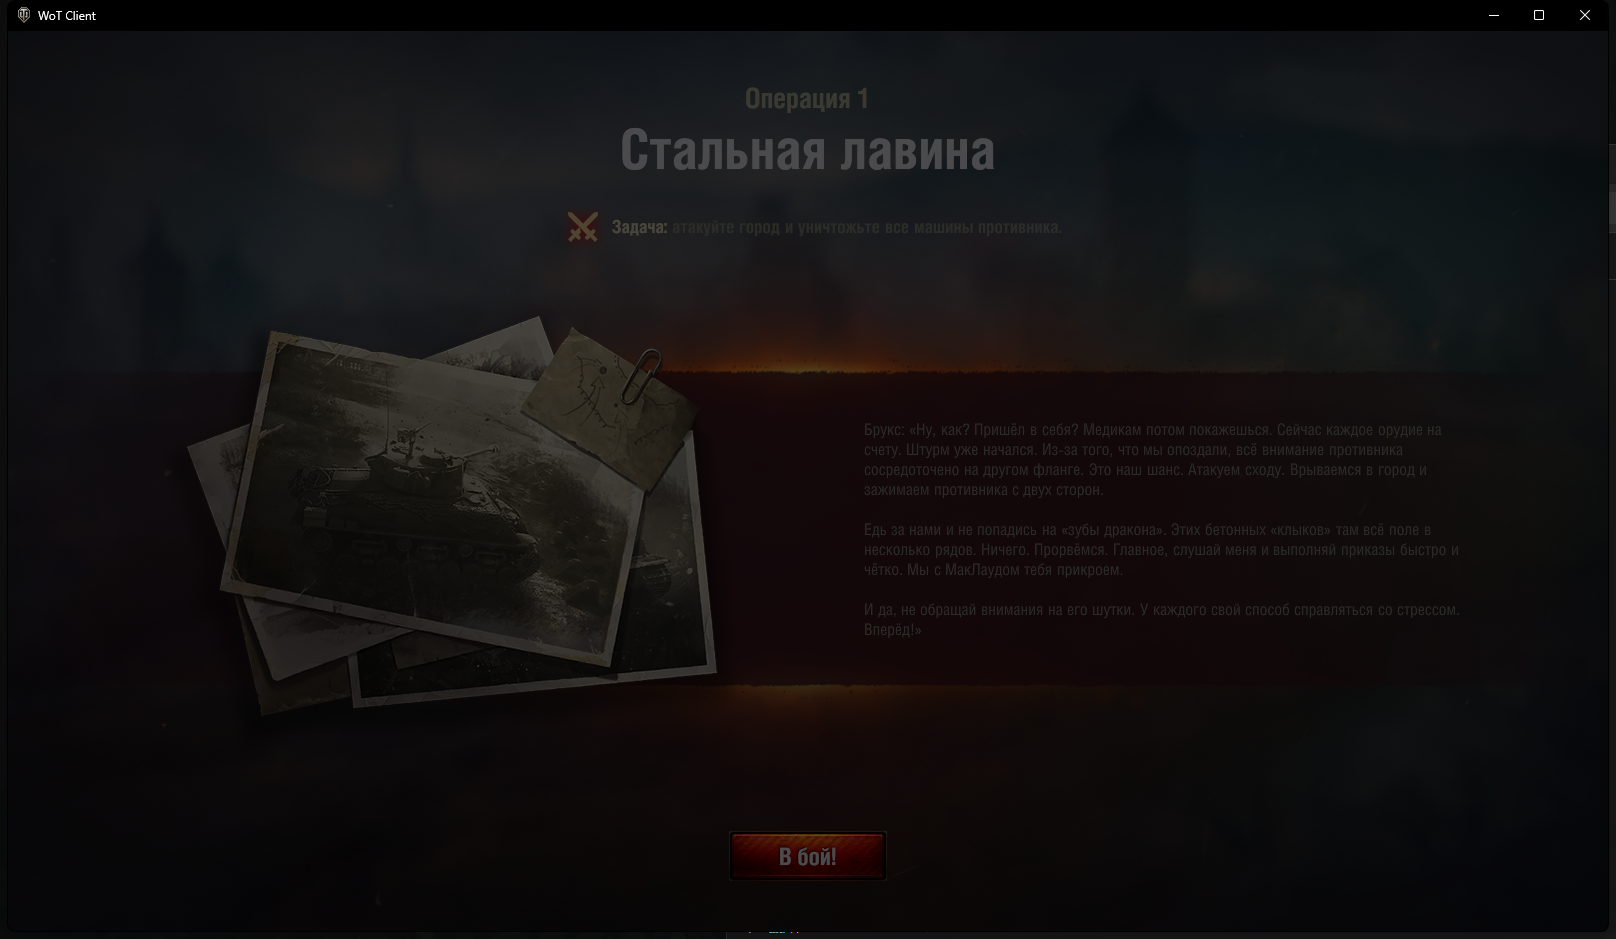 WoT Client
Операция 1
Стальная лавина
Задача: атакуйте город и уничтожьте все машины противника.
Брукс: «Ну, как? Пришёл в себя? Медикам потом покажешься. Сейчас каждое орудие на
счету. Штурм уже начался. Из-за того, что мы опоздали, всё внимание противника
сосредоточено на другом фланге. Это наш шанс. Атакуем сходу. Врываемся в город и
зажимаем противника с двух сторон.
Едь за нами и не попадись на «зубы дракона». Этих бетонных «клыков» там всё поле в
несколько рядов. Ничего. Прорвёмся. Главное, слушай меня и выполняй приказы быстро и
чётко. Мы с МакЛаудом тебя прикроем.
И да, не обращай внимания на его шутки. У каждого свой способ справляться со стрессом.
Вперёд!»
В бой!